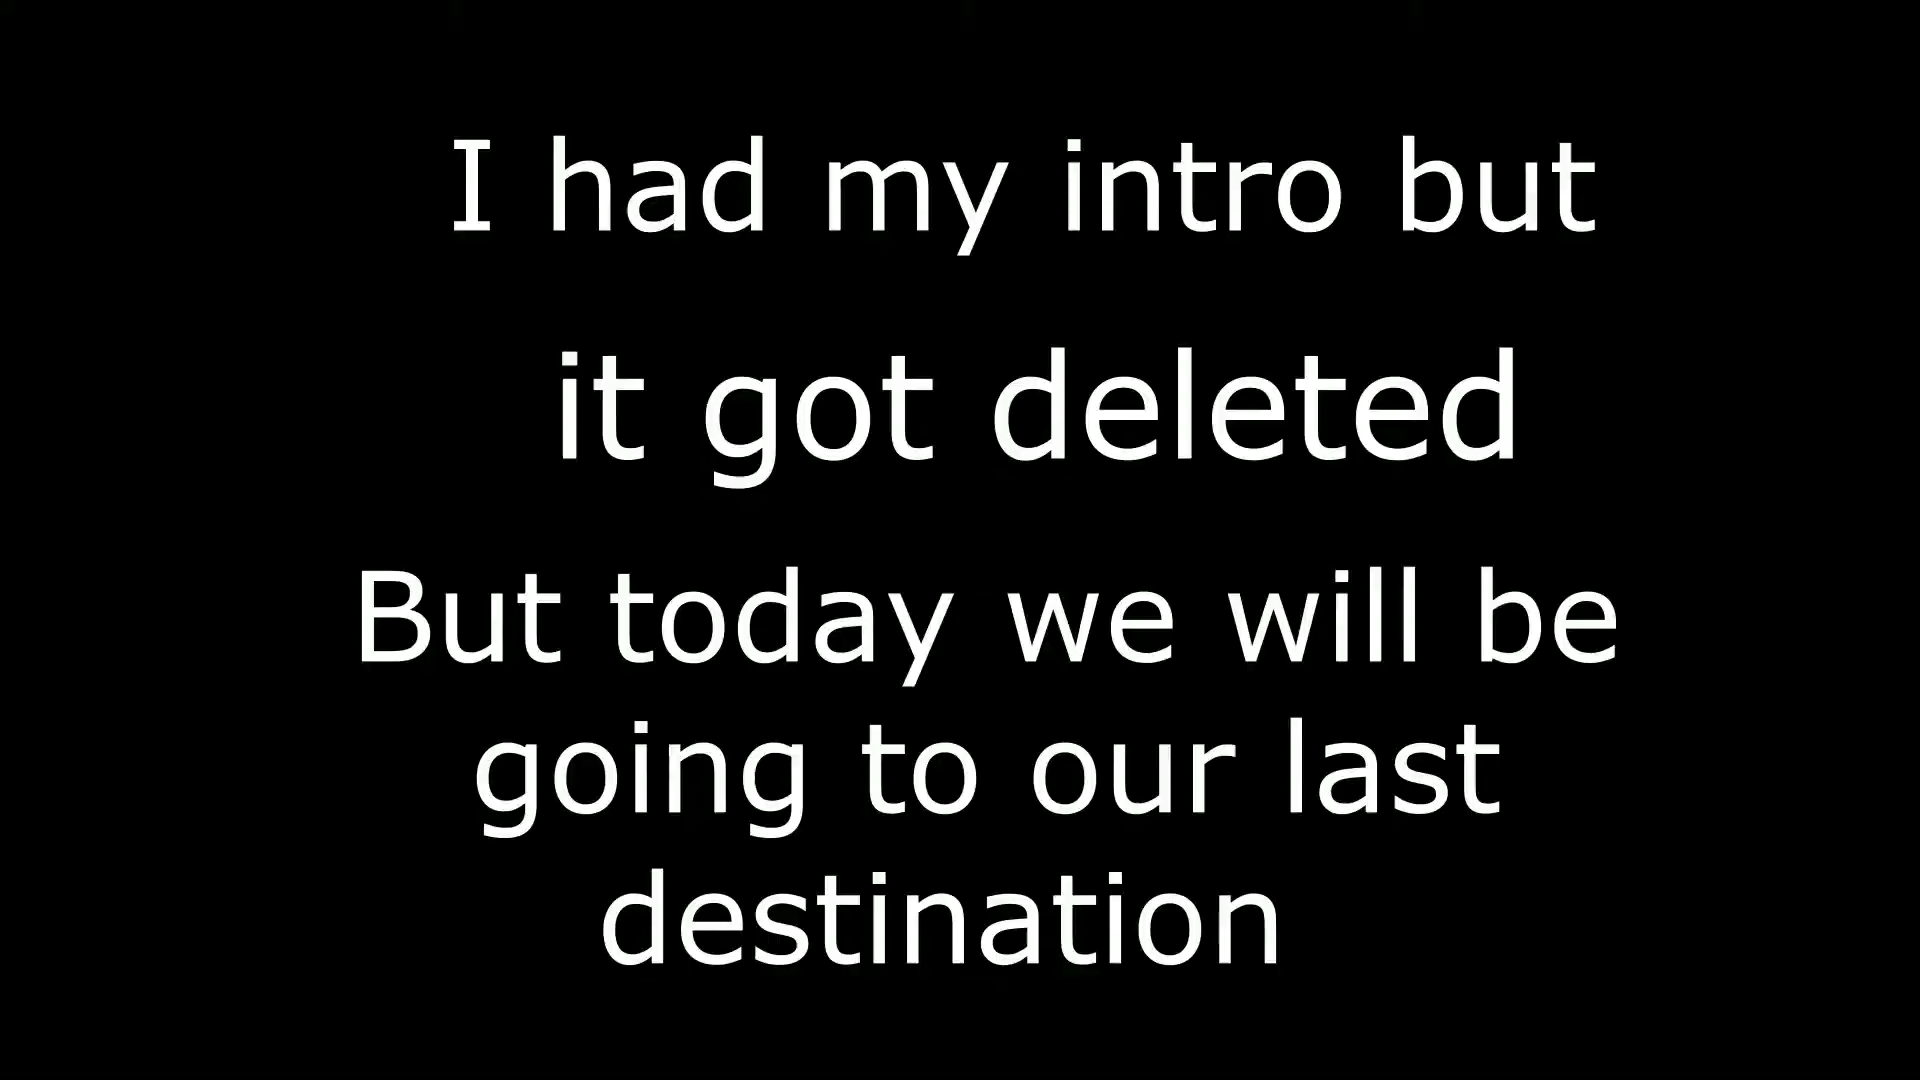 I had my intro but
it got deleted
But today we will be
going to our last
destination